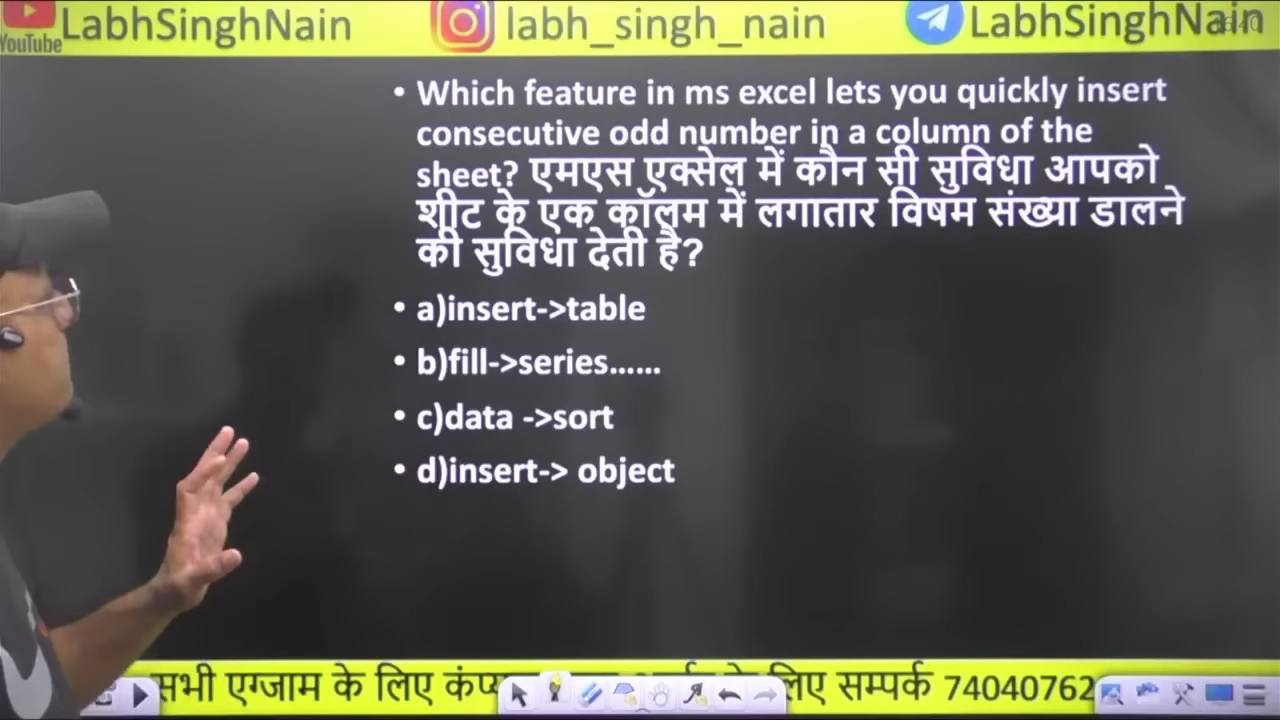 YouTube LabhSinghNain labh_singh_nain LabhSinghNain
• Which feature in ms excel lets you quickly insert
consecutive odd number in a column of the
sheet? एमएस एक्सेल में कौन सी सुविधा आपको
शीट के एक कॉलम में लगातार विषम संख्या डालने
की सुविधा देती है?
• a)insert->table
• b)fill->series......
• c)data ->sort
• d)insert-> object
सभी एग्जाम के लिए लिए सम्पर्क 74040762